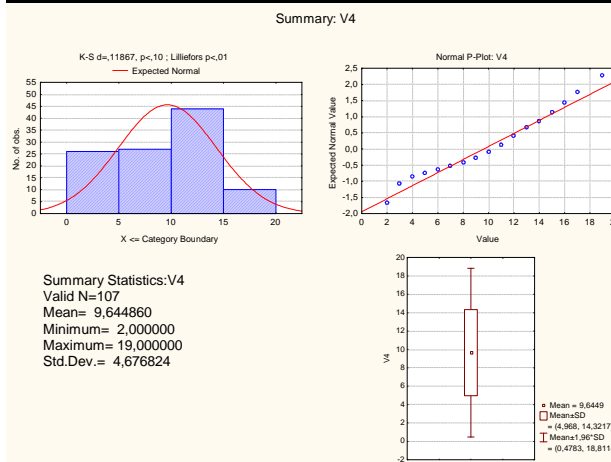 Summary: V4
K-S d=,11867, p<,10 ; Lilliefors p<,01
Expected Normal
55
50
45
40
35
30
25
20
15
10
5
0
No. of obs.
0 5 10 15 20
X <= Category Boundary
Normal P-Plot: V4
2,5
2,0
1,5
1,0
0,5
0,0
-0,5
-1,0
-1,5
-2,0
Expected Normal Value
0 2 4 6 8 10 12 14 16 18
Value
Summary Statistics:V4
Valid N=107
Mean= 9,644860
Minimum= 2,000000
Maximum= 19,000000
Std.Dev.= 4,676824
20
18
16
14
12
10
8
6
4
2
0
-2
V4
Mean = 9,6449
Mean±SD
= (4,968, 14,3217
Mean±1,96*SD
= (0,4783, 18,811